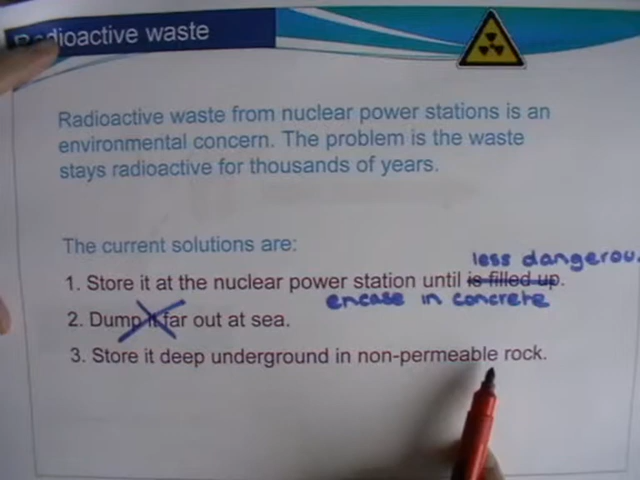 Radioactive waste
Radioactive waste from nuclear power stations is an
environmental concern. The problem is the waste
stays radioactive for thousands of years.
The current solutions are:
less dangerou
1. Store it at the nuclear power station until is filled up.
encase in concrete
2. Dump it far out at sea.
3. Store it deep underground in non-permeable rock.